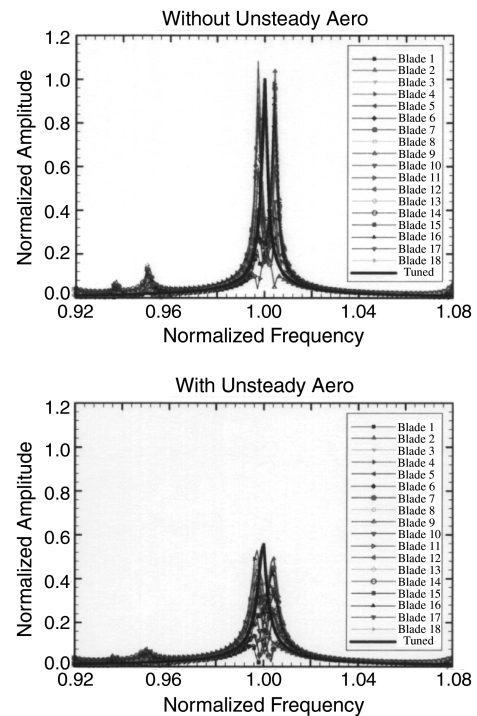 Without Unsteady Aero
1.2
1.0
0.8
0.6
0.4
0.2
0.0
Normalized Amplitude
Blade 1
Blade 2
Blade 3
Blade 4
Blade 5
Blade 6
Blade 7
Blade 8
Blade 9
Blade 10
Blade 11
Blade 12
Blade 13
Blade 14
Blade 15
Blade 16
Blade 17
Blade 18
Tuned
0.92 0.96 1.00 1.04 1.08
Normalized Frequency
With Unsteady Aero
1.2
1.0
0.8
0.6
0.4
0.2
0.0
Normalized Amplitude
Blade 1
Blade 2
Blade 3
Blade 4
Blade 5
Blade 6
Blade 7
Blade 8
Blade 9
Blade 10
Blade 11
Blade 12
Blade 13
Blade 14
Blade 15
Blade 16
Blade 17
Blade 18
Tuned
0.92 0.96 1.00 1.04 1.08
Normalized Frequency